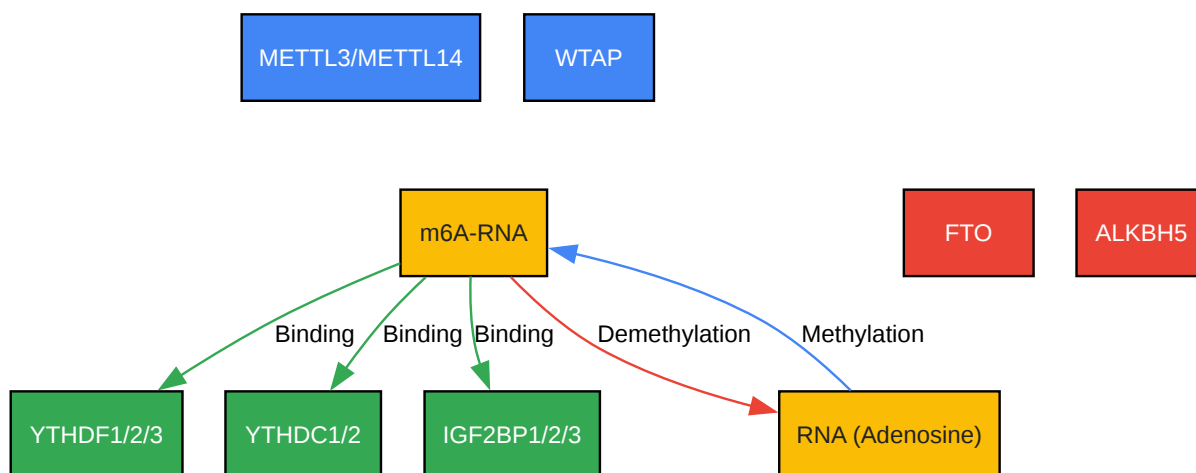 METTL3/METTL14
WTAP
m6A-RNA
FTO
ALKBH5
Binding
Binding
Binding
Demethylation
Methylation
YTHDF1/2/3
YTHDC1/2
IGF2BP1/2/3
RNA (Adenosine)